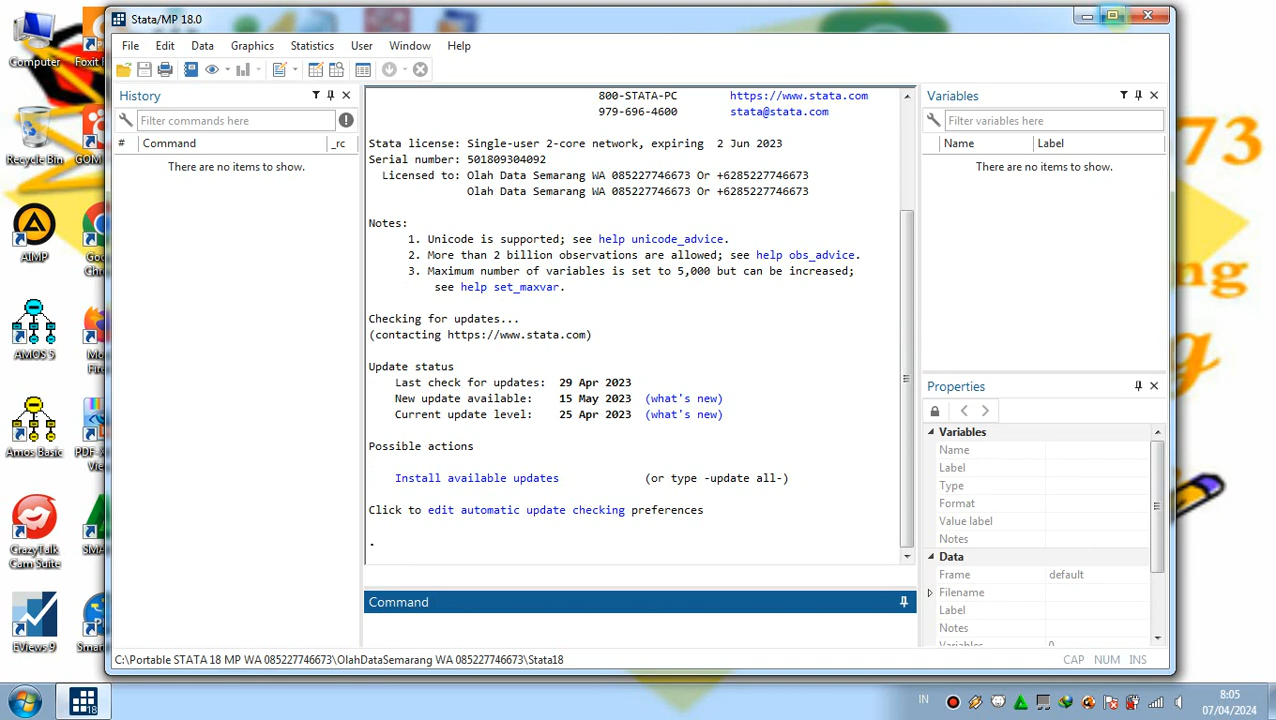 Stata/MP 18.0
File Edit Data Graphics Statistics User Window Help
History
Filter commands here
# Command _rc
There are no items to show.
800-STATA-PC https://www.stata.com
979-696-4600 stata@stata.com
Stata license: Single-user 2-core network, expiring 2 Jun 2023
Serial number: 501809304092
Licensed to: Olah Data Semarang WA 085227746673 Or +6285227746673
Olah Data Semarang WA 085227746673 Or +6285227746673
Notes:
1. Unicode is supported; see help unicode_advice.
2. More than 2 billion observations are allowed; see help obs_advice.
3. Maximum number of variables is set to 5,000 but can be increased;
see help set_maxvar.
Checking for updates...
(contacting https://www.stata.com)
Update status
Last check for updates: 29 Apr 2023
New update available: 15 May 2023 (what's new)
Current update level: 25 Apr 2023 (what's new)
Possible actions
Install available updates (or type -update all-)
Click to edit automatic update checking preferences
.
Command
Variables
Filter variables here
Name Label
There are no items to show.
Properties
Variables
Name
Label
Type
Format
Value label
Notes
Data
Frame default
Filename
Label
Notes
Variables 0
C:\Portable STATA 18 MP WA 085227746673\OlahDataSemarang WA 085227746673\Stata18
CAP NUM INS
Computer
Recycle Bin
AIMP
AMOS 5
Amos Basic
CrazyTalk
Cam Suite
EViews 9
Foxit
GOM
18
IN
8:05
07/04/2024
73
ng
g